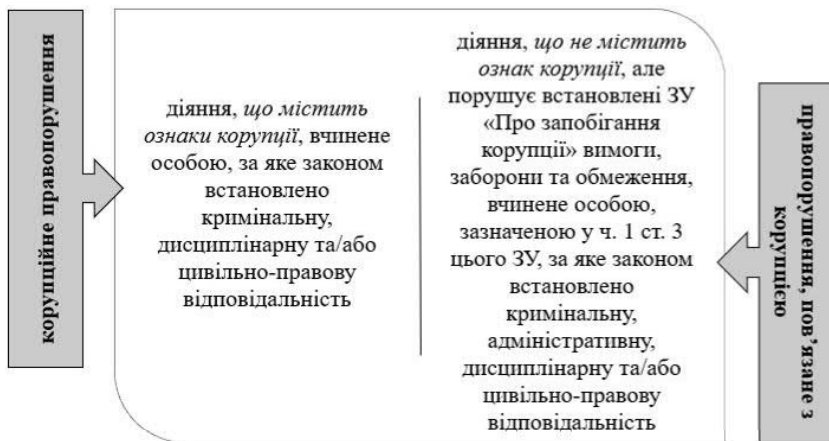 корупційне правопорушення
діяння, що містить
ознаки корупції, вчинене
особою, за яке законом
встановлено
кримінальну,
дисциплінарну та/або
цивільно-правову
відповідальність
діяння, що не містить
ознак корупції, але
порушує встановлені ЗУ
«Про запобігання
корупції» вимоги,
заборони та обмеження,
вчинене особою,
зазначеною у ч. 1 ст. 3
цього ЗУ, за яке законом
встановлено
кримінальну,
адміністративну,
дисциплінарну та/або
цивільно-правову
відповідальність
правопорушення, пов’язане з
корупцією